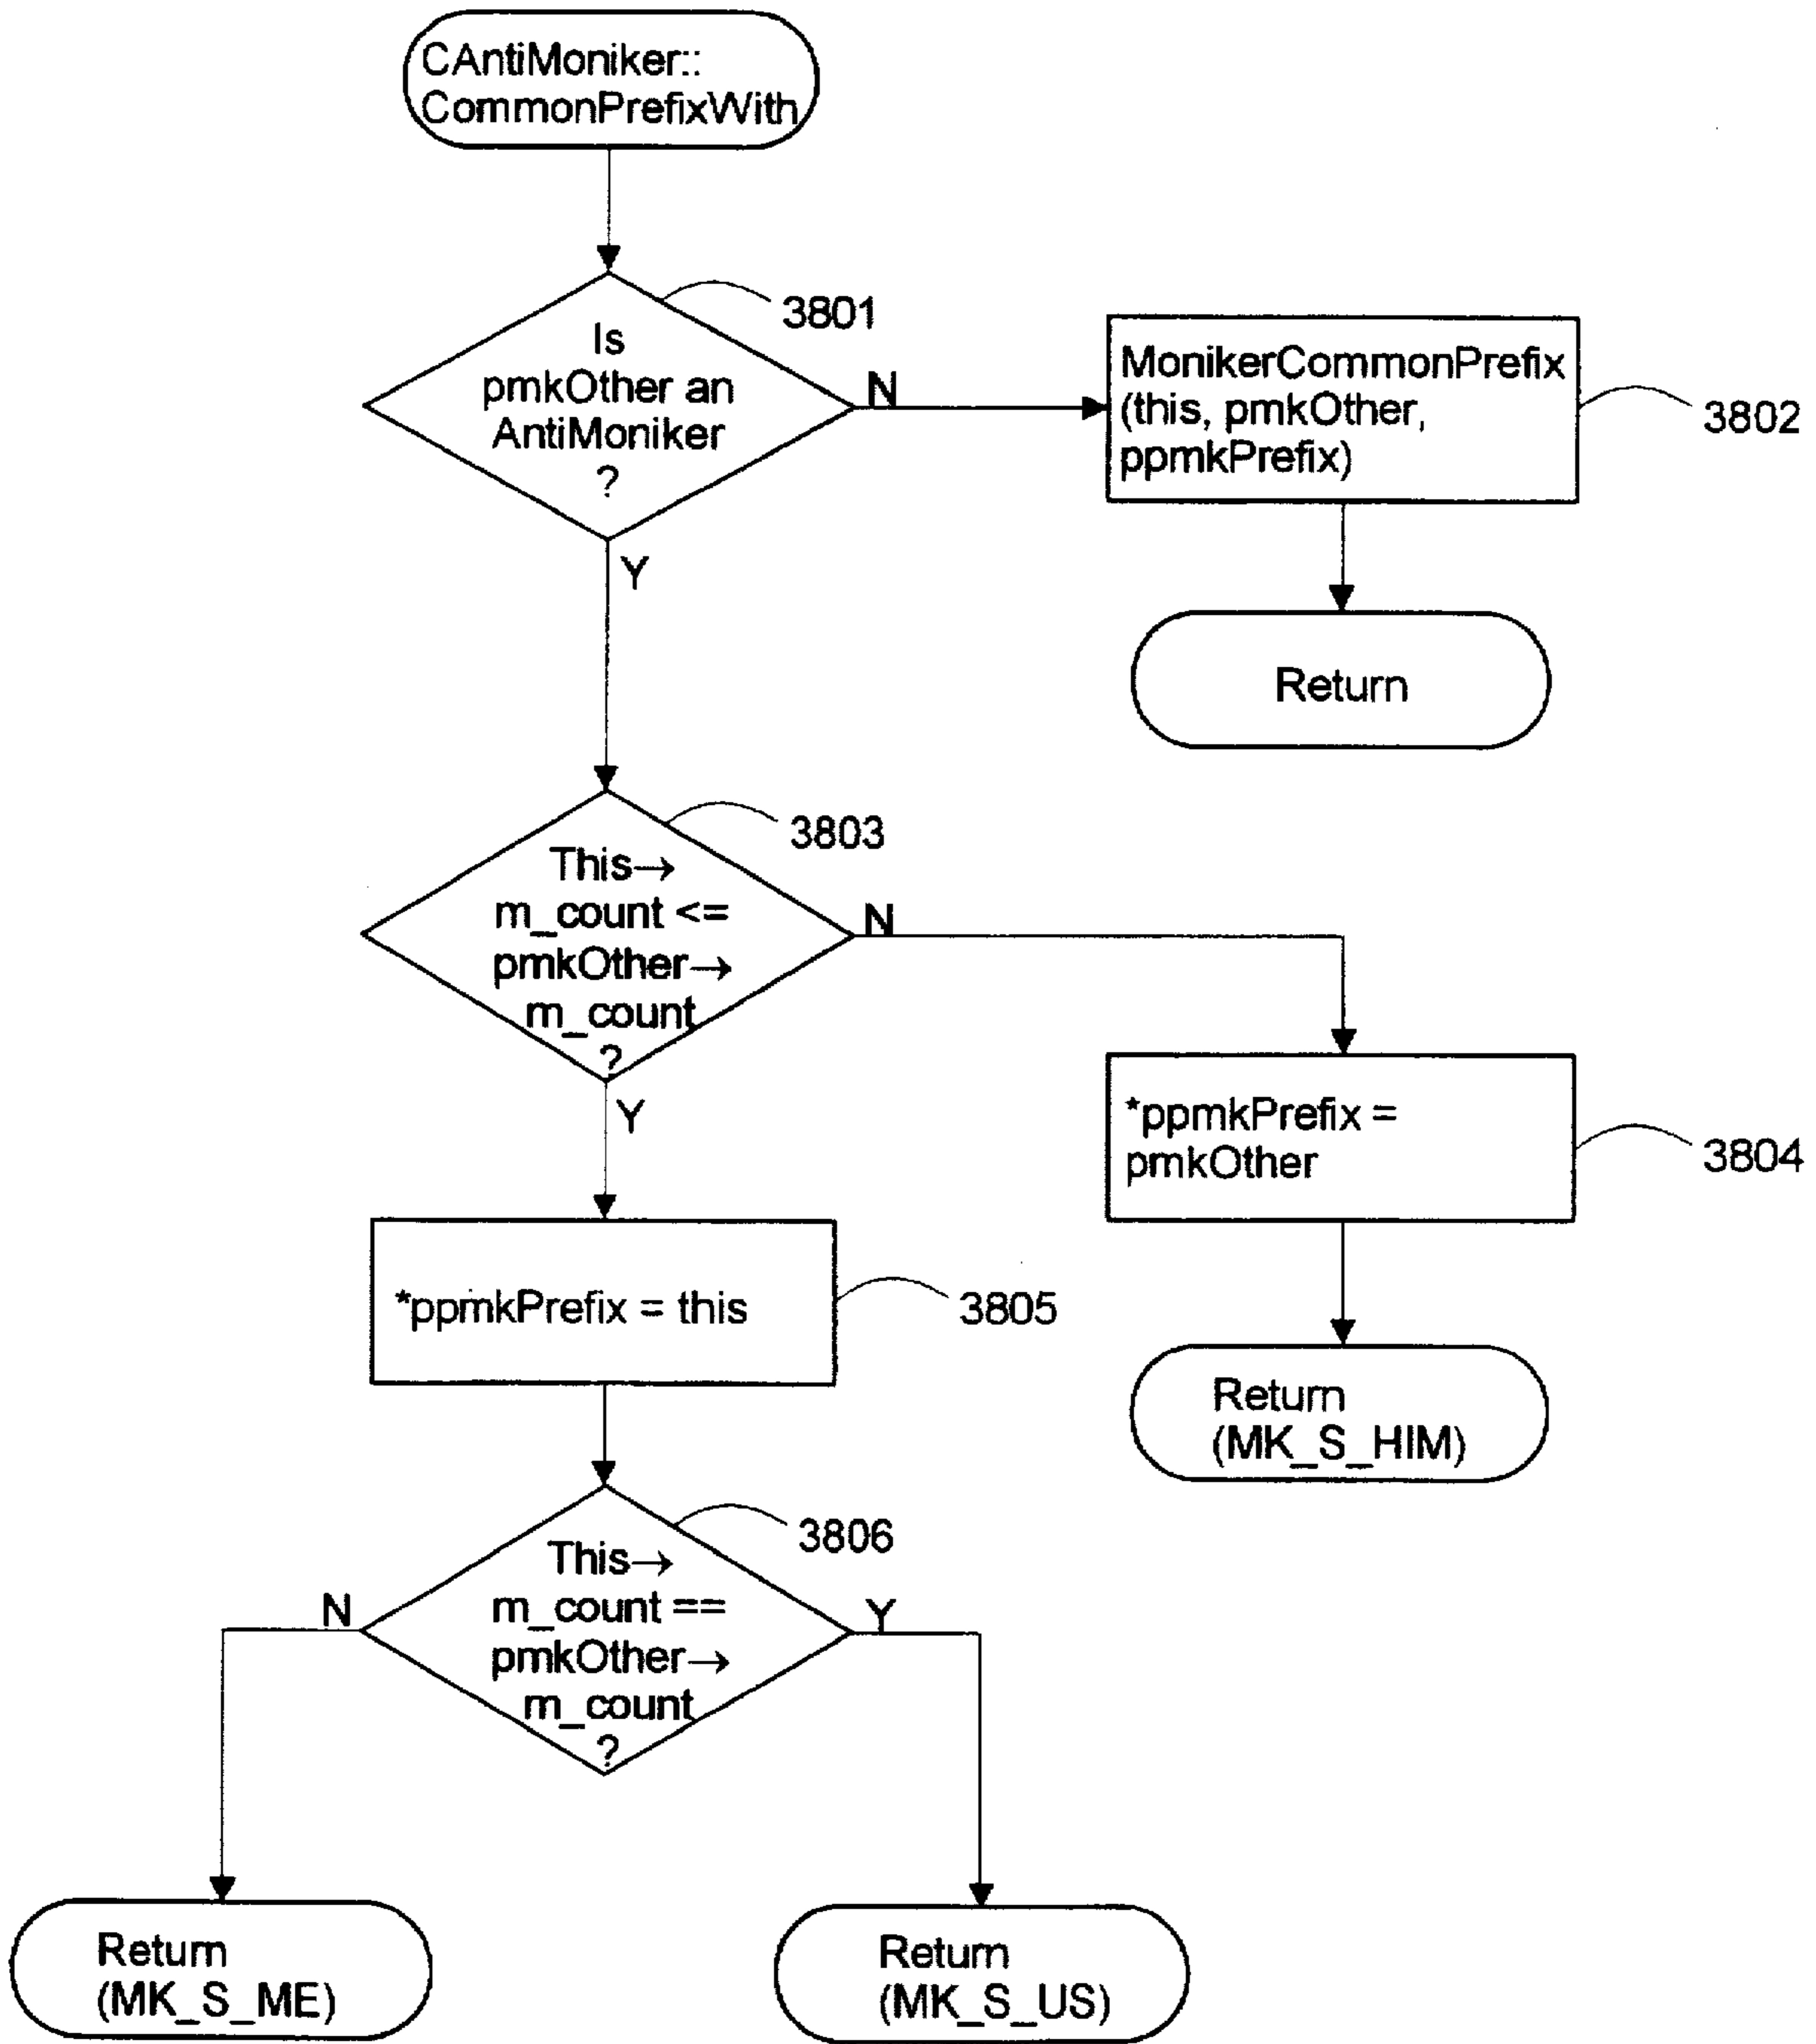 CAntiMoniker::
CommonPrefixWith
3801
Is
pmkOther an
AntiMoniker
?
N
Y
MonikerCommonPrefix
(this, pmkOther,
ppmkPrefix)
3802
Return
3803
This→
m_count <=
pmkOther→
m_count
?
N
Y
*ppmkPrefix =
pmkOther
3804
Return
(MK_S_HIM)
*ppmkPrefix = this
3805
3806
This→
m_count ==
pmkOther→
m_count
?
N
Y
Return
(MK_S_ME)
Return
(MK_S_US)